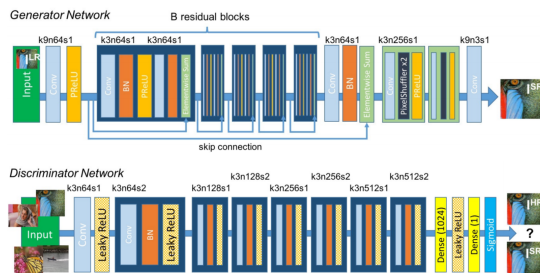 Generator Network
B residual blocks
k9n64s1 k3n64s1 k3n64s1 k3n64s1 k3n256s1 k9n3s1
I LR
Input
Conv
PReLU
Conv
BN
PReLU
Elementwise Sum
Conv
BN
Elementwise Sum
Conv
PixelShuffler x2
PReLU
Conv
I SR
skip connection
Discriminator Network
k3n128s2 k3n256s2 k3n512s2
k3n64s1 k3n64s2 k3n128s1 k3n256s1 k3n512s1
Input
Conv
Leaky ReLU
Conv
BN
Leaky ReLU
Dense (1024)
Leaky ReLU
Dense (1)
Sigmoid
I HR
?
I SR